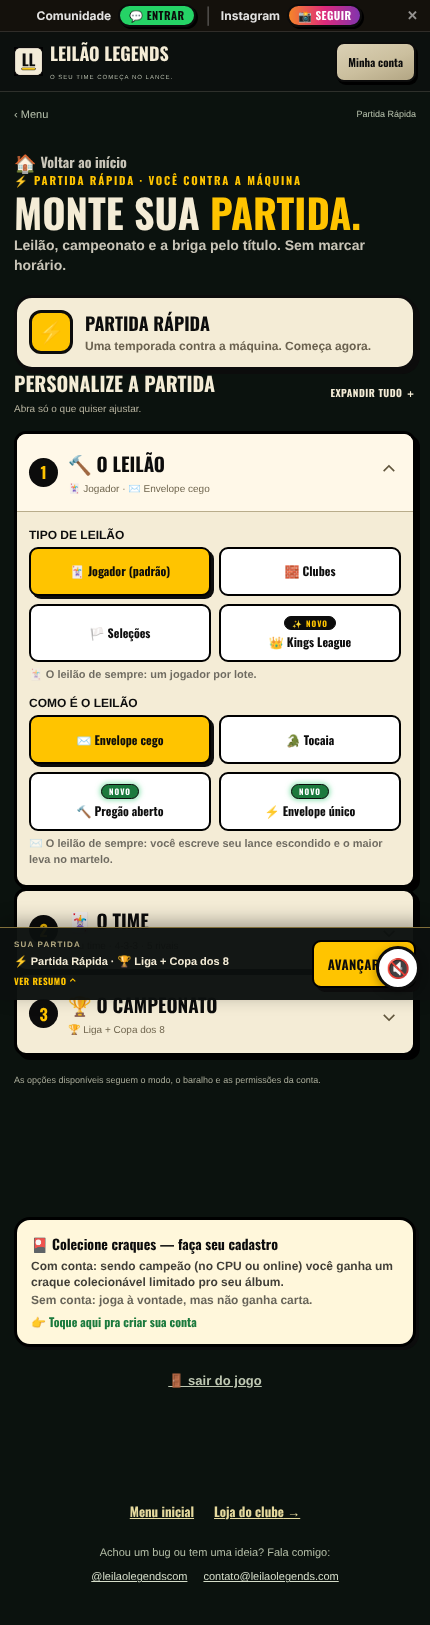 Comunidade 💬 ENTRAR | Instagram 📸 SEGUIR ✕
LL LEILÃO LEGENDS
O SEU TIME COMEÇA NO LANCE.
Minha conta
‹ Menu
Partida Rápida
🏠 Voltar ao início
⚡ PARTIDA RÁPIDA · VOCÊ CONTRA A MÁQUINA
MONTE SUA PARTIDA.
Leilão, campeonato e a briga pelo título. Sem marcar
horário.
⚡ PARTIDA RÁPIDA
Uma temporada contra a máquina. Começa agora.
PERSONALIZE A PARTIDA
EXPANDIR TUDO +
Abra só o que quiser ajustar.
1 🔨 O LEILÃO
🃏 Jogador · ✉️ Envelope cego
TIPO DE LEILÃO
🃏 Jogador (padrão)
🧱 Clubes
🏳️ Seleções
✨ NOVO
👑 Kings League
🃏 O leilão de sempre: um jogador por lote.
COMO É O LEILÃO
✉️ Envelope cego
🐊 Tocaia
NOVO
🔨 Pregão aberto
NOVO
⚡ Envelope único
✉️ O leilão de sempre: você escreve seu lance escondido e o maior
leva no martelo.
🃏 O TIME
SUA PARTIDA
⚡ Partida Rápida · 🏆 Liga + Copa dos 8
VER RESUMO ^
AVANÇAR
3 🏆 O CAMPEONATO
🏆 Liga + Copa dos 8
As opções disponíveis seguem o modo, o baralho e as permissões da conta.
🎴 Colecione craques — faça seu cadastro
Com conta: sendo campeão (no CPU ou online) você ganha um
craque colecionável limitado pro seu álbum.
Sem conta: joga à vontade, mas não ganha carta.
👉 Toque aqui pra criar sua conta
🚪 sair do jogo
Menu inicial
Loja do clube →
Achou um bug ou tem uma ideia? Fala comigo:
@leilaolegendscom
contato@leilaolegends.com